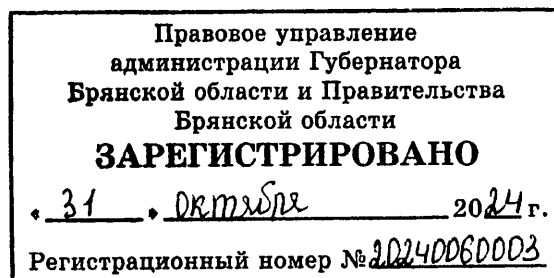 Правовое управление
администрации Губернатора
Брянской области и Правительства
Брянской области
ЗАРЕГИСТРИРОВАНО
« 31 » октября 2024 г.
Регистрационный номер № 20240060003